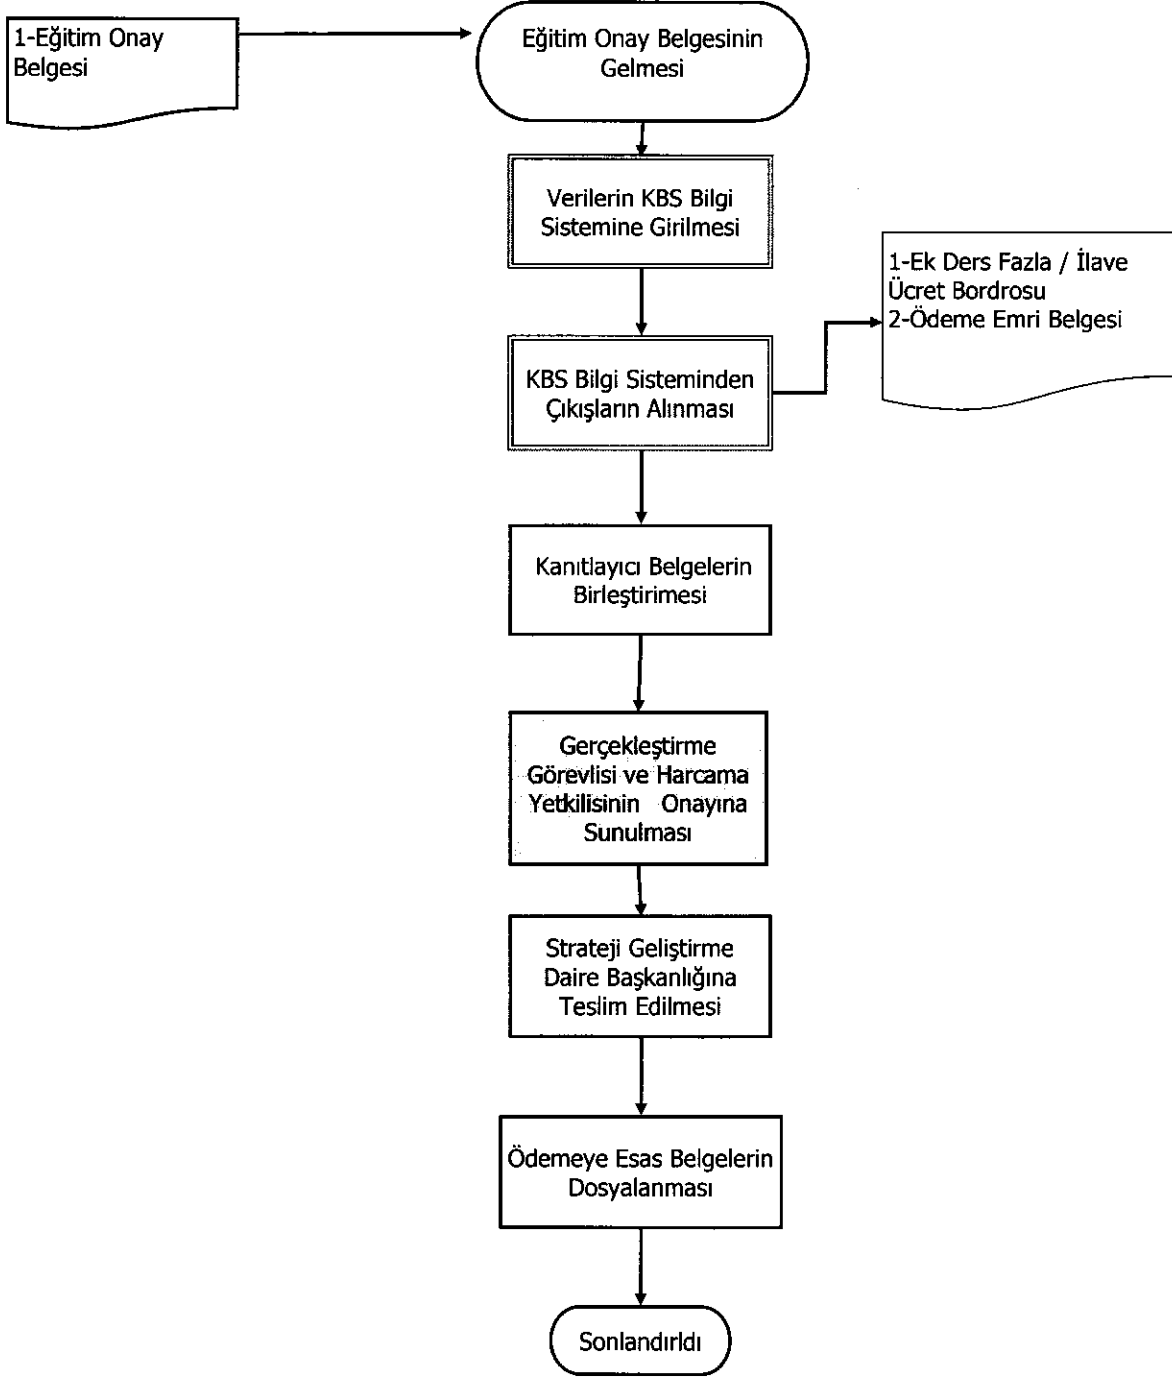 1-Eğitim Onay
Belgesi
Eğitim Onay Belgesinin
Gelmesi
Verilerin KBS Bilgi
Sistemine Girilmesi
1-Ek Ders Fazla / İlave
Ücret Bordrosu
2-Ödeme Emri Belgesi
KBS Bilgi Sisteminden
Çıkışların Alınması
Kanıtlayıcı Belgelerin
Birleştirimesi
Gerçekleştirme
Görevlisi ve Harcama
Yetkilisinin Onayına
Sunulması
Strateji Geliştirme
Daire Başkanlığına
Teslim Edilmesi
Ödemeye Esas Belgelerin
Dosyalanması
Sonlandırldı